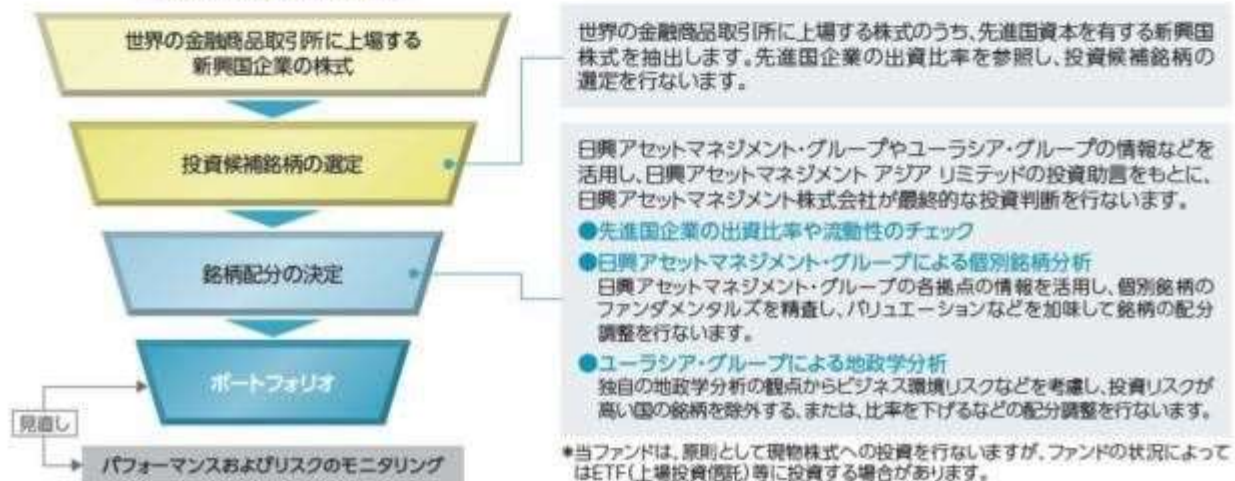 世界の金融商品取引所に上場する
新興国企業の株式
投資候補銘柄の選定
銘柄配分の決定
ポートフォリオ
見直し
パフォーマンスおよびリスクのモニタリング
世界の金融商品取引所に上場する株式のうち、先進国資本を有する新興国
株式を抽出します。先進国企業の出資比率を参照し、投資候補銘柄の
選定を行ないます。
日興アセットマネジメント・グループやユーラシア・グループの情報などを
活用し、日興アセットマネジメント アジア リミテッドの投資助言をもとに、
日興アセットマネジメント株式会社が最終的な投資判断を行ないます。
●先進国企業の出資比率や流動性のチェック
●日興アセットマネジメント・グループによる個別銘柄分析
日興アセットマネジメント・グループの各拠点の情報を活用し、個別銘柄の
ファンダメンタルズを精査し、バリュエーションなどを加味して銘柄の配分
調整を行ないます。
●ユーラシア・グループによる地政学分析
独自の地政学分析の観点からビジネス環境リスクなどを考慮し、投資リスクが
高い国の銘柄を除外する、または、比率を下げるなどの配分調整を行ないます。
*当ファンドは、原則として現物株式への投資を行ないますが、ファンドの状況によって
はETF(上場投資信託)等に投資する場合があります。